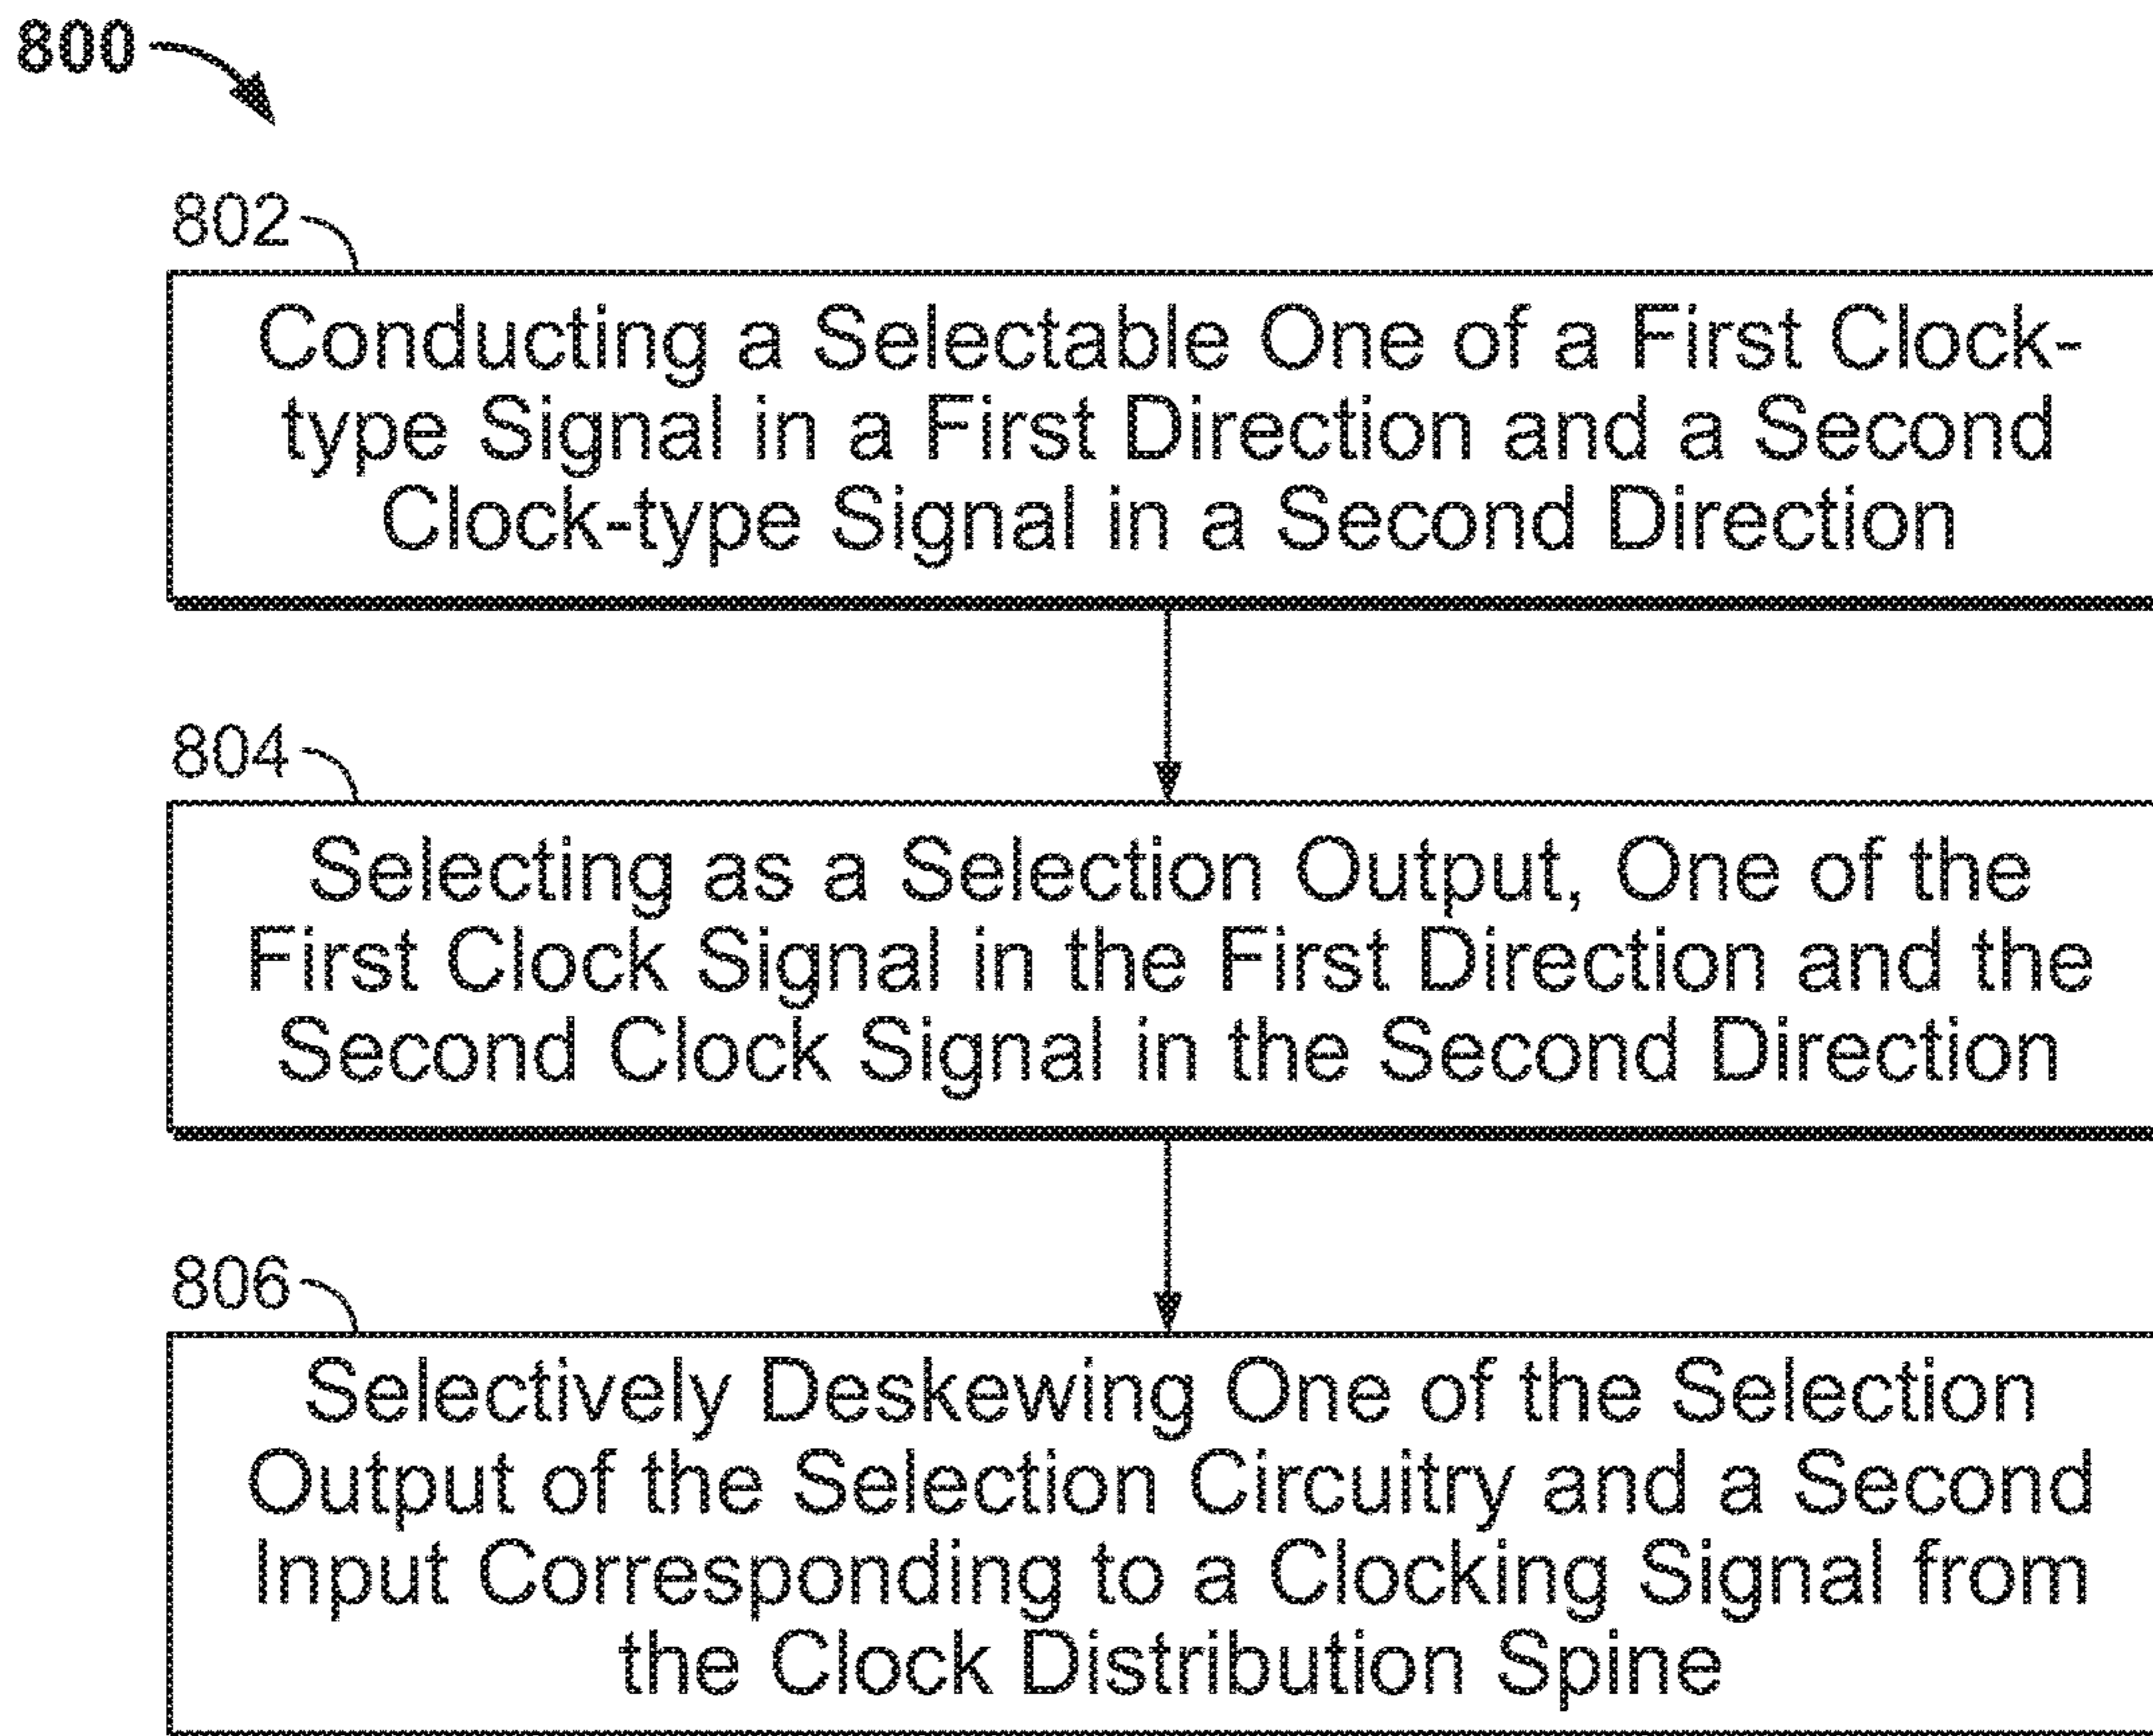 800
802
Conducting a Selectable One of a First Clock-
type Signal in a First Direction and a Second
Clock-type Signal in a Second Direction
804
Selecting as a Selection Output, One of the
First Clock Signal in the First Direction and the
Second Clock Signal in the Second Direction
806
Selectively Deskewing One of the Selection
Output of the Selection Circuitry and a Second
Input Corresponding to a Clocking Signal from
the Clock Distribution Spine